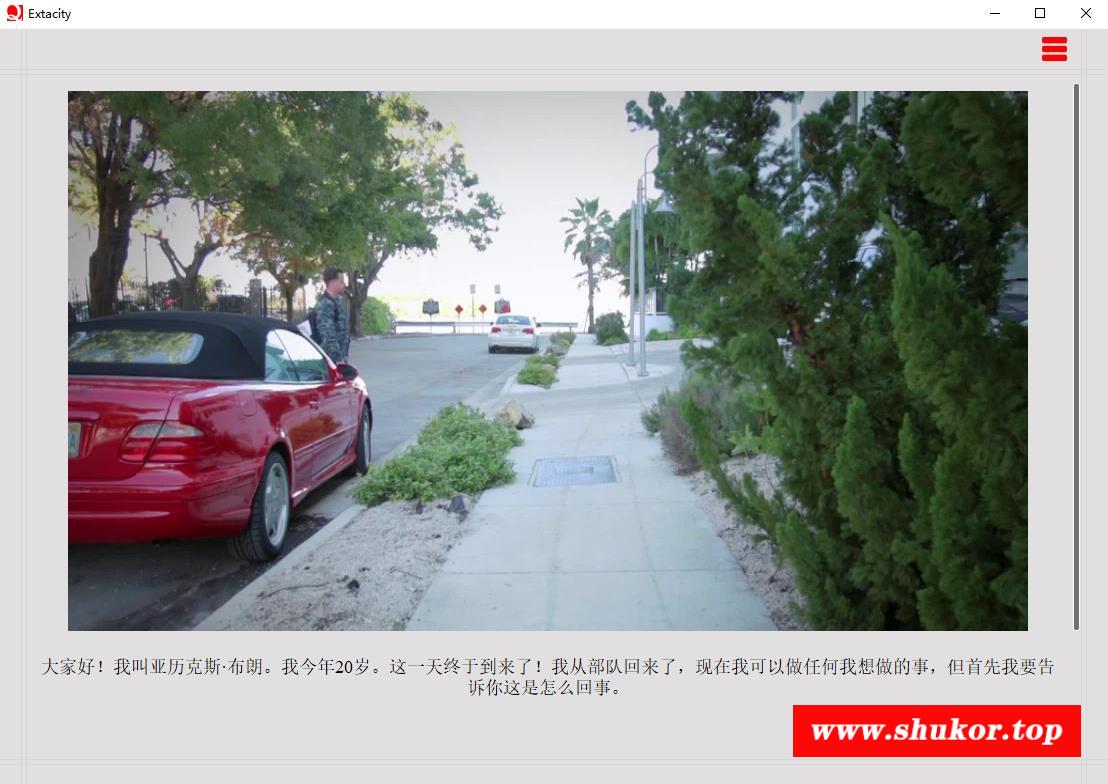 Extacity
大家好！我叫亚历克斯·布朗。我今年20岁。这一天终于到来了！我从部队回来了，现在我可以做任何我想做的事，但首先我要告
诉你这是怎么回事。
www.shukor.top